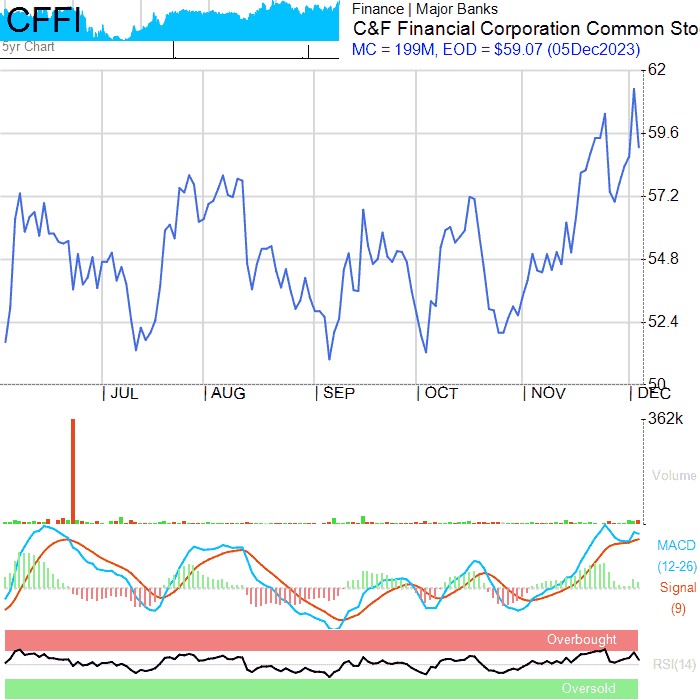 CFFI
5yr Chart
Finance | Major Banks
C&F Financial Corporation Common Sto
MC = 199M, EOD = $59.07 (05Dec2023)
62
59.6
57.2
54.8
52.4
50
JUL
AUG
SEP
OCT
NOV
DEC
362k
Volume
MACD
(12-26)
Signal
(9)
Overbought
RSI(14)
Oversold